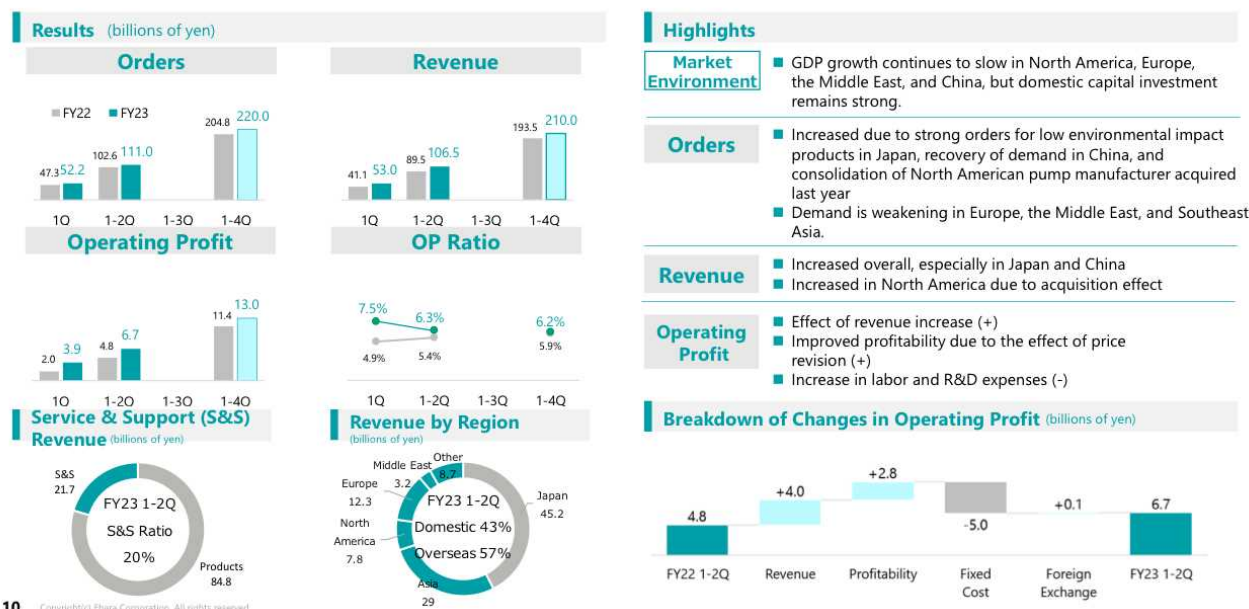 Results (billions of yen)
Orders
FY22 FY23
47.3 52.2 102.6 111.0 204.8 220.0
1Q 1-2Q 1-3Q 1-4Q
Revenue
41.1 53.0 89.5 106.5 193.5 210.0
1Q 1-2Q 1-3Q 1-4Q
Operating Profit
2.0 3.9 4.8 6.7 11.4 13.0
1Q 1-2Q 1-3Q 1-4Q
OP Ratio
7.5% 6.3% 6.2%
4.9% 5.4% 5.9%
1Q 1-2Q 1-3Q 1-4Q
Service & Support (S&S)
Revenue (billions of yen)
S&S
21.7
FY23 1-2Q
S&S Ratio
20%
Products
84.8
Revenue by Region
(billions of yen)
Other
8.7
Middle East
3.2
Europe
12.3
North
America
7.8
FY23 1-2Q
Domestic 43%
Overseas 57%
Japan
45.2
Asia
29
10 Copyright(c) Ebara Corporation. All rights reserved
Highlights
Market
Environment
■ GDP growth continues to slow in North America, Europe,
the Middle East, and China, but domestic capital investment
remains strong.
Orders
■ Increased due to strong orders for low environmental impact
products in Japan, recovery of demand in China, and
consolidation of North American pump manufacturer acquired
last year
■ Demand is weakening in Europe, the Middle East, and Southeast
Asia.
Revenue
■ Increased overall, especially in Japan and China
■ Increased in North America due to acquisition effect
Operating
Profit
■ Effect of revenue increase (+)
■ Improved profitability due to the effect of price
revision (+)
■ Increase in labor and R&D expenses (-)
Breakdown of Changes in Operating Profit (billions of yen)
4.8 +4.0 +2.8 -5.0 +0.1 6.7
FY22 1-2Q Revenue Profitability Fixed
Cost Foreign
Exchange FY23 1-2Q